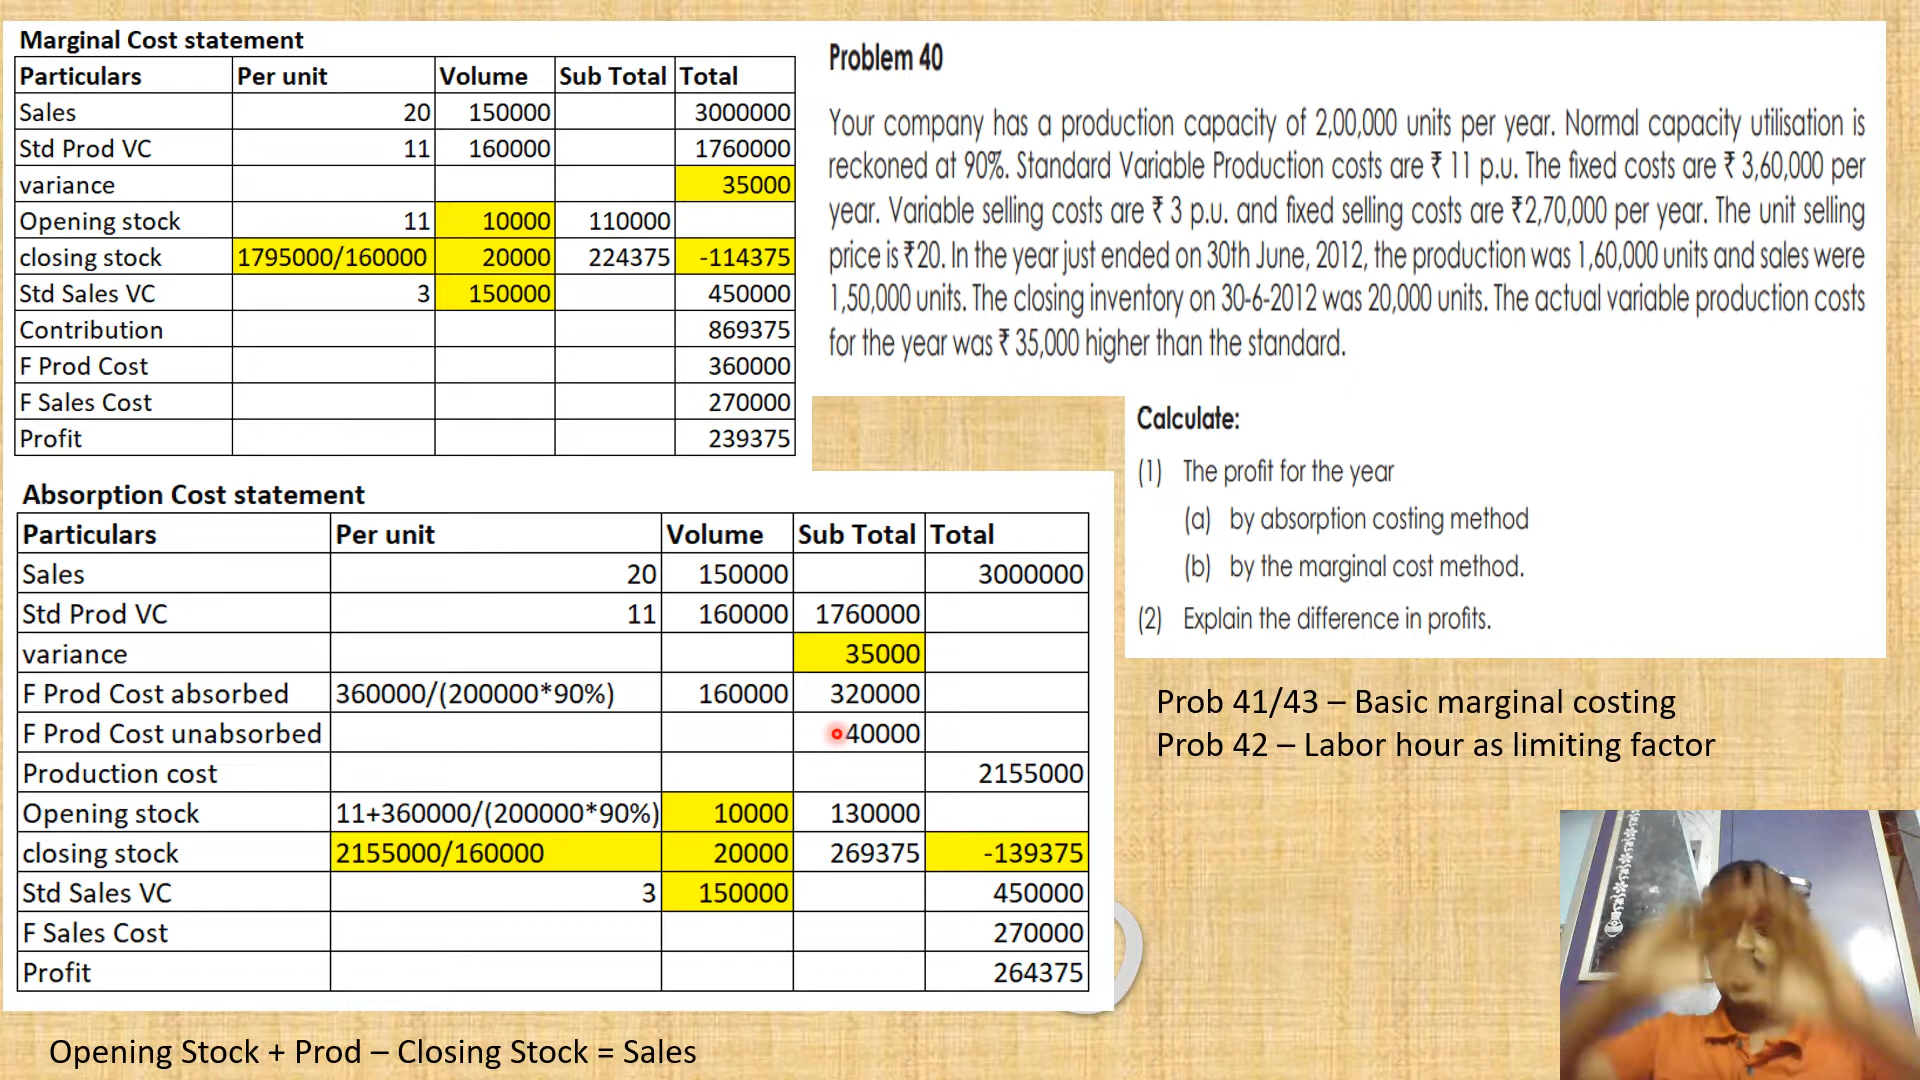 Marginal Cost statement
Particulars Per unit Volume Sub Total Total
Sales 20 150000 3000000
Std Prod VC 11 160000 1760000
variance 35000
Opening stock 11 10000 110000
closing stock 1795000/160000 20000 224375 -114375
Std Sales VC 3 150000 450000
Contribution 869375
F Prod Cost 360000
F Sales Cost 270000
Profit 239375
Absorption Cost statement
Particulars Per unit Volume Sub Total Total
Sales 20 150000 3000000
Std Prod VC 11 160000 1760000
variance 35000
F Prod Cost absorbed 360000/(200000*90%) 160000 320000
F Prod Cost unabsorbed 40000
Production cost 2155000
Opening stock 11+360000/(200000*90%) 10000 130000
closing stock 2155000/160000 20000 269375 -139375
Std Sales VC 3 150000 450000
F Sales Cost 270000
Profit 264375
Opening Stock + Prod – Closing Stock = Sales
Problem 40
Your company has a production capacity of 2,00,000 units per year. Normal capacity utilisation is
reckoned at 90%. Standard Variable Production costs are ₹ 11 p.u. The fixed costs are ₹ 3,60,000 per
year. Variable selling costs are ₹ 3 p.u. and fixed selling costs are ₹2,70,000 per year. The unit selling
price is ₹20. In the year just ended on 30th June, 2012, the production was 1,60,000 units and sales were
1,50,000 units. The closing inventory on 30-6-2012 was 20,000 units. The actual variable production costs
for the year was ₹ 35,000 higher than the standard.
Calculate:
(1) The profit for the year
(a) by absorption costing method
(b) by the marginal cost method.
(2) Explain the difference in profits.
Prob 41/43 – Basic marginal costing
Prob 42 – Labor hour as limiting factor